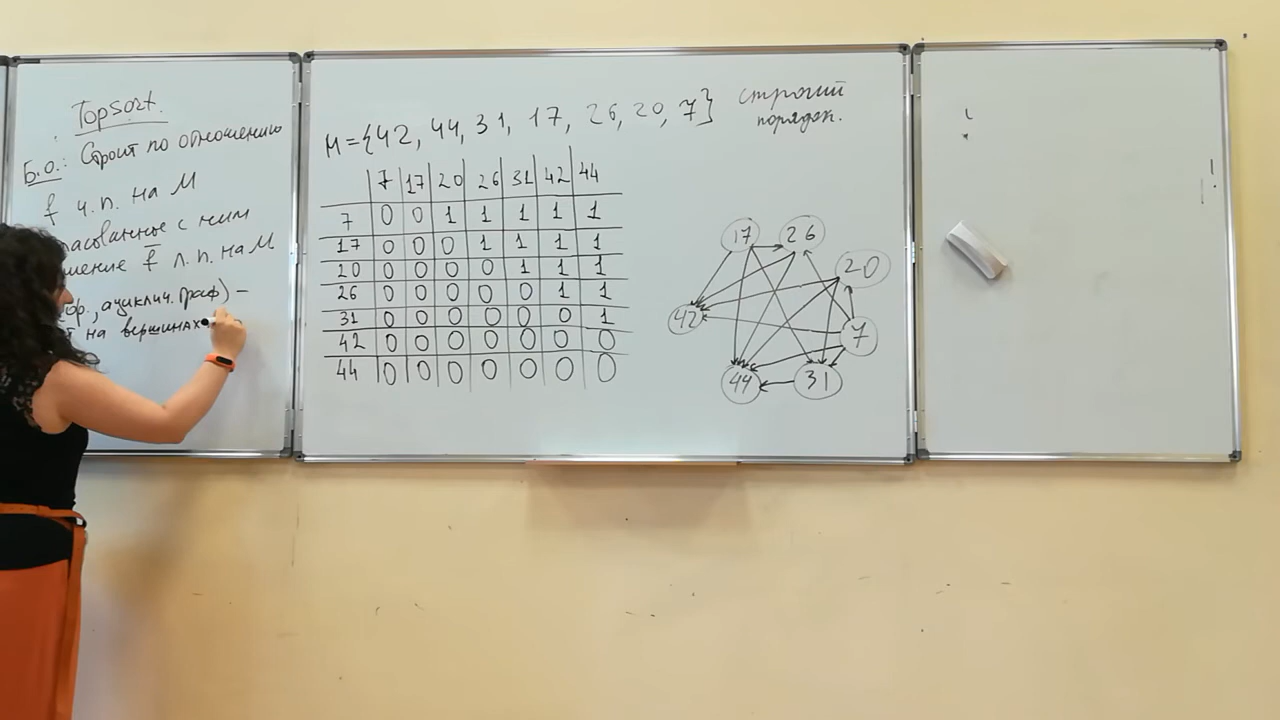 TopSort.
Б.О.: Строит по отношению
f ч.п. на М
с ним
f̄ л.п. на М
ациклич. граф) –
на вершинах
M={42, 44, 31, 17, 26, 20, 7}
строгий
порядок.
7 17 20 26 31 42 44
7 0 0 1 1 1 1 1
17 0 0 0 1 1 1 1
20 0 0 0 0 1 1 1
26 0 0 0 0 0 1 1
31 0 0 0 0 0 0 1
42 0 0 0 0 0 0 0
44 0 0 0 0 0 0 0
17
26
20
42
7
44
31